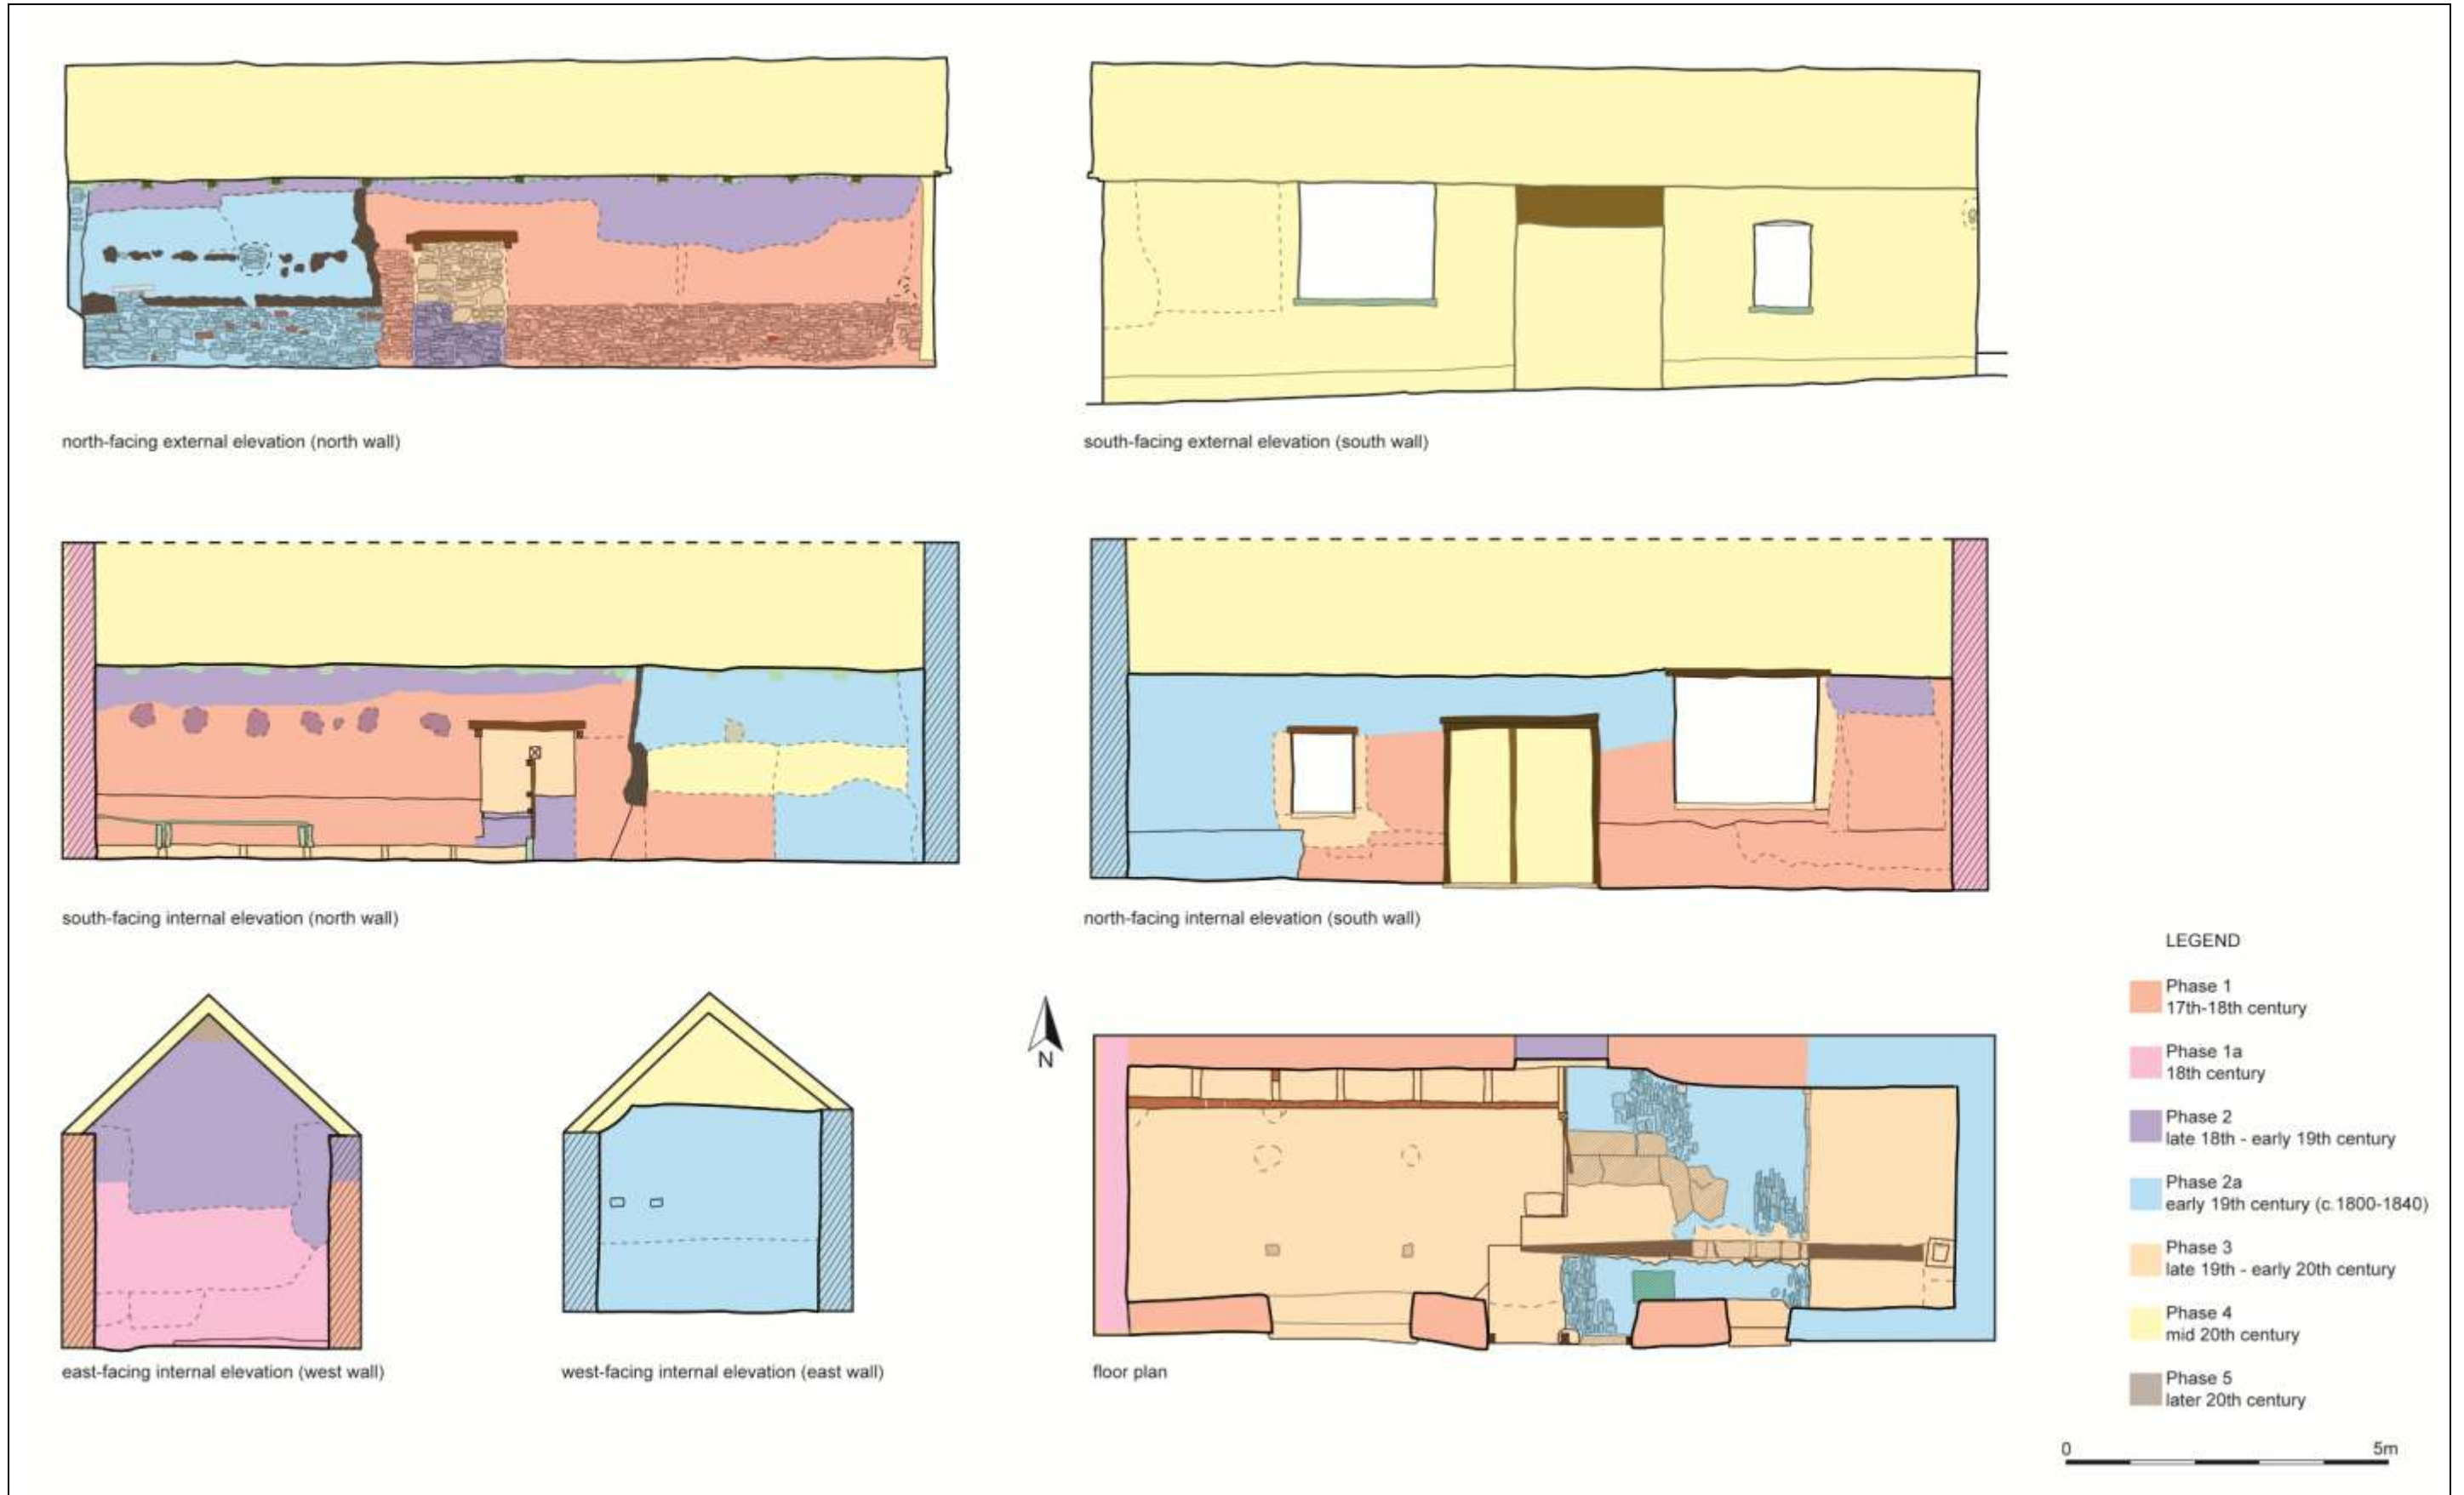 north-facing external elevation (north wall)
south-facing external elevation (south wall)
south-facing internal elevation (north wall)
north-facing internal elevation (south wall)
LEGEND
Phase 1
17th-18th century
Phase 1a
18th century
Phase 2
late 18th - early 19th century
Phase 2a
early 19th century (c.1800-1840)
Phase 3
late 19th - early 20th century
Phase 4
mid 20th century
Phase 5
later 20th century
N
east-facing internal elevation (west wall)
west-facing internal elevation (east wall)
floor plan
0 5m